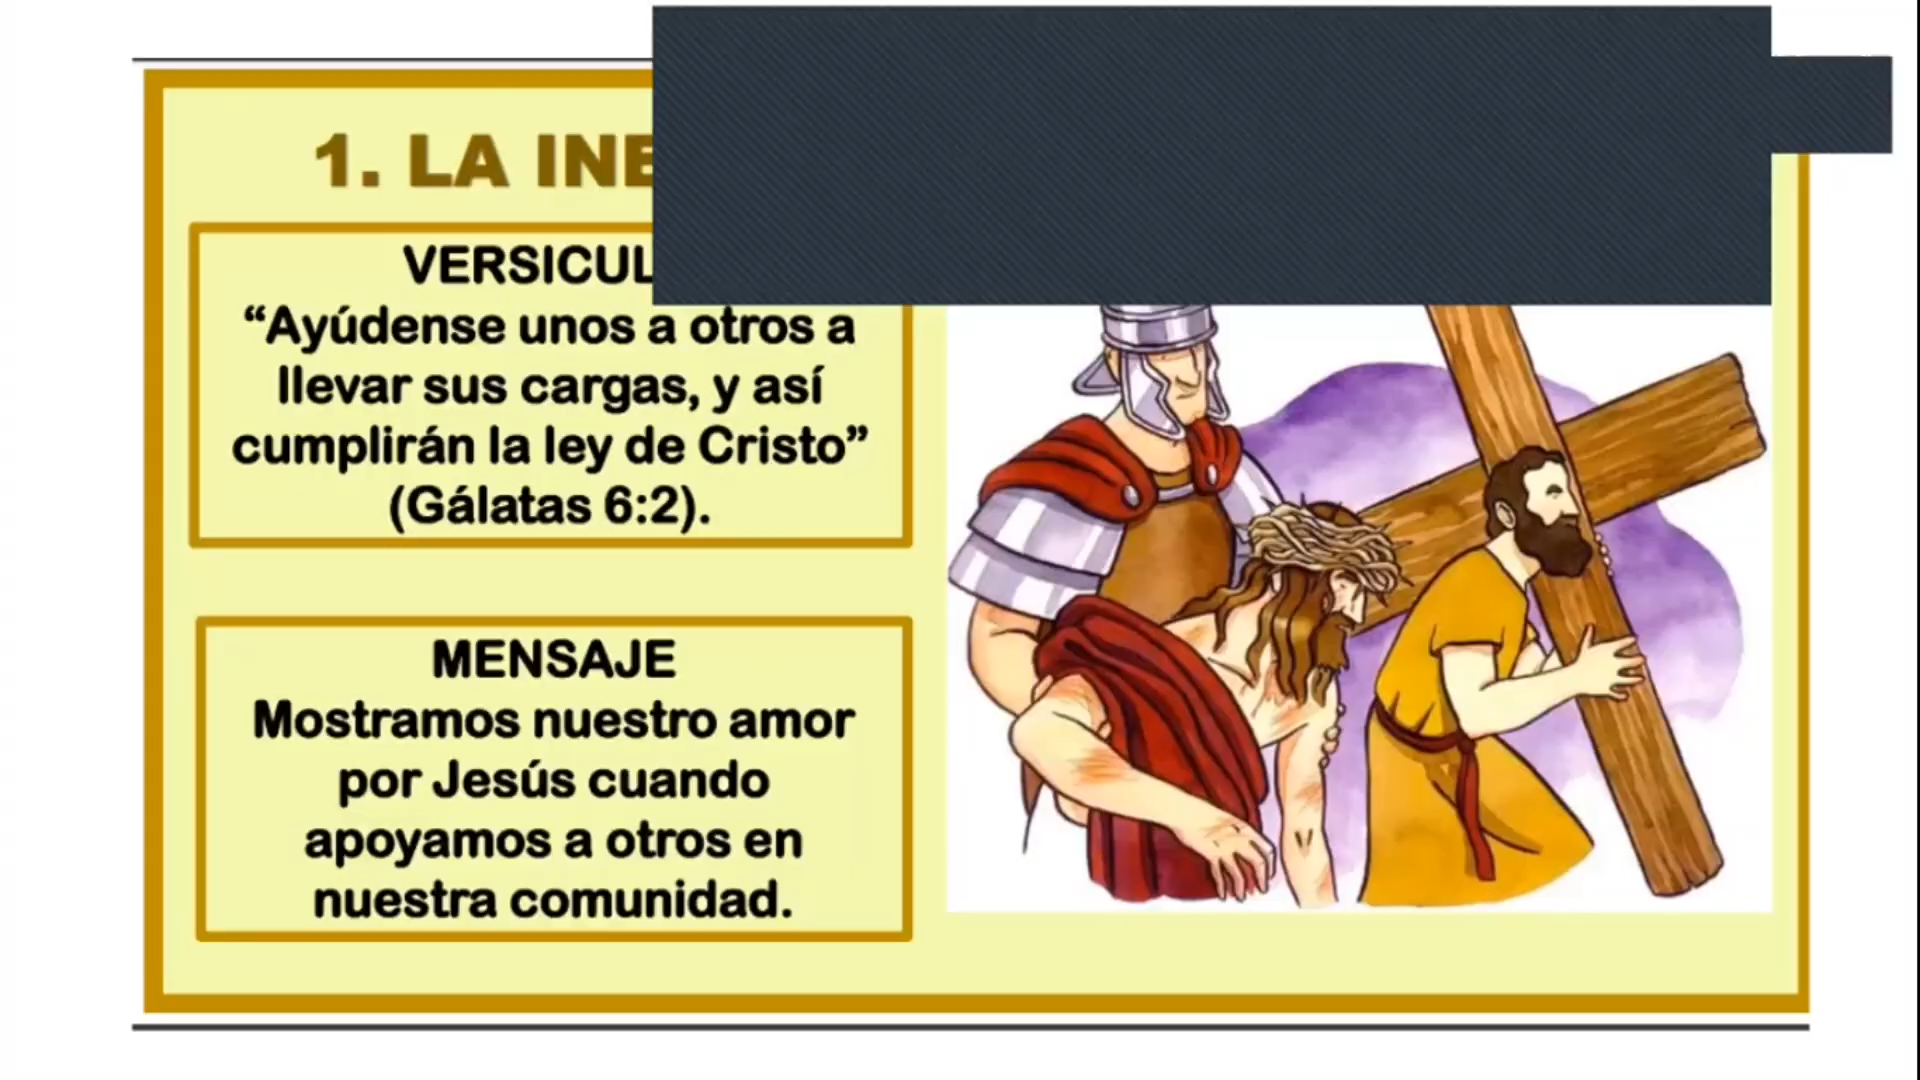 1. LA INE
VERSICUL
“Ayúdense unos a otros a
llevar sus cargas, y así
cumplirán la ley de Cristo”
(Gálatas 6:2).
MENSAJE
Mostramos nuestro amor
por Jesús cuando
apoyamos a otros en
nuestra comunidad.